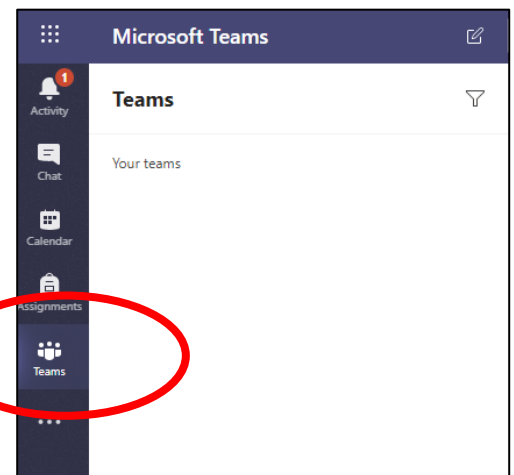 Microsoft Teams
1
Activity
Teams
Your teams
Chat
Calendar
Assignments
Teams